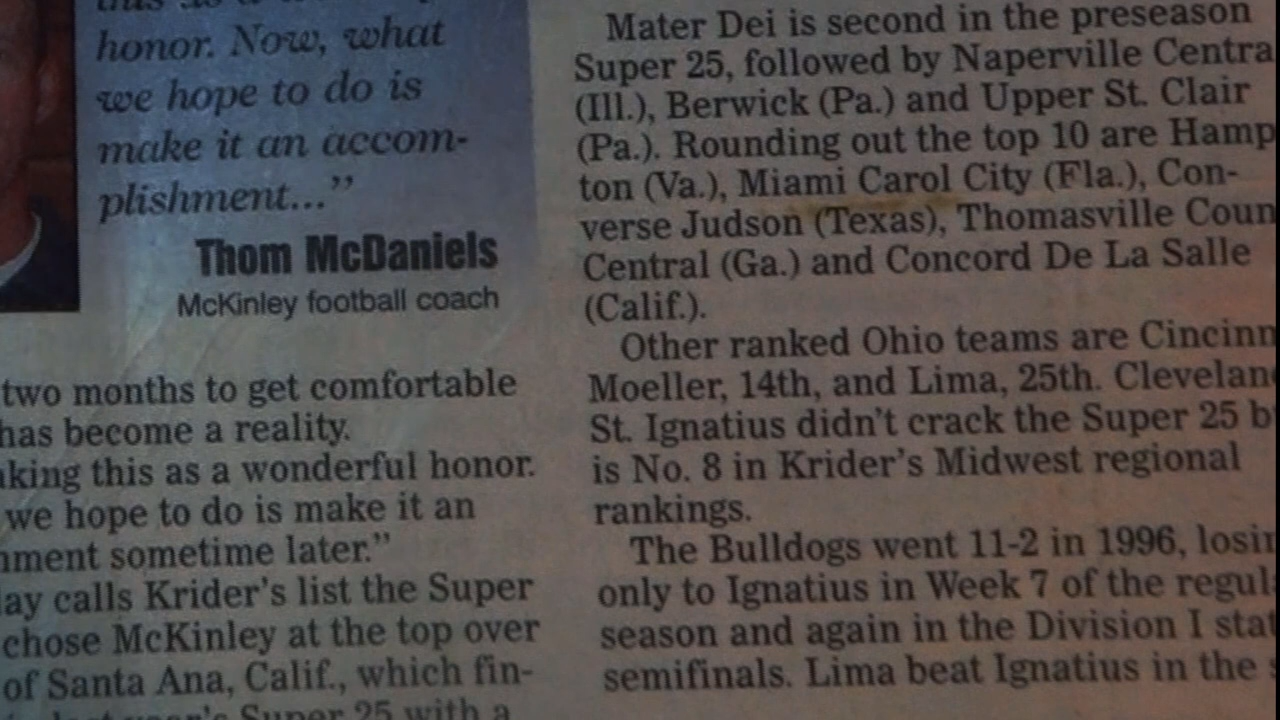 honor. Now, what
we hope to do is
make it an accom-
plishment..."
Thom McDaniels
McKinley football coach
two months to get comfortable
has become a reality.
king this as a wonderful honor.
we hope to do is make it an
ment sometime later."
ay calls Krider's list the Super
chose McKinley at the top over
of Santa Ana, Calif., which fin-
last year's Super 25 with a
Mater Dei is second in the preseason
Super 25, followed by Naperville Centra
(Ill.), Berwick (Pa.) and Upper St. Clair
(Pa.). Rounding out the top 10 are Hamp
ton (Va.), Miami Carol City (Fla.), Con-
verse Judson (Texas), Thomasville Coun
Central (Ga.) and Concord De La Salle
(Calif.).
Other ranked Ohio teams are Cincinn
Moeller, 14th, and Lima, 25th. Clevelan
St. Ignatius didn't crack the Super 25 b
is No. 8 in Krider's Midwest regional
rankings.
The Bulldogs went 11-2 in 1996, losin
only to Ignatius in Week 7 of the regul
season and again in the Division I stat
semifinals. Lima beat Ignatius in the